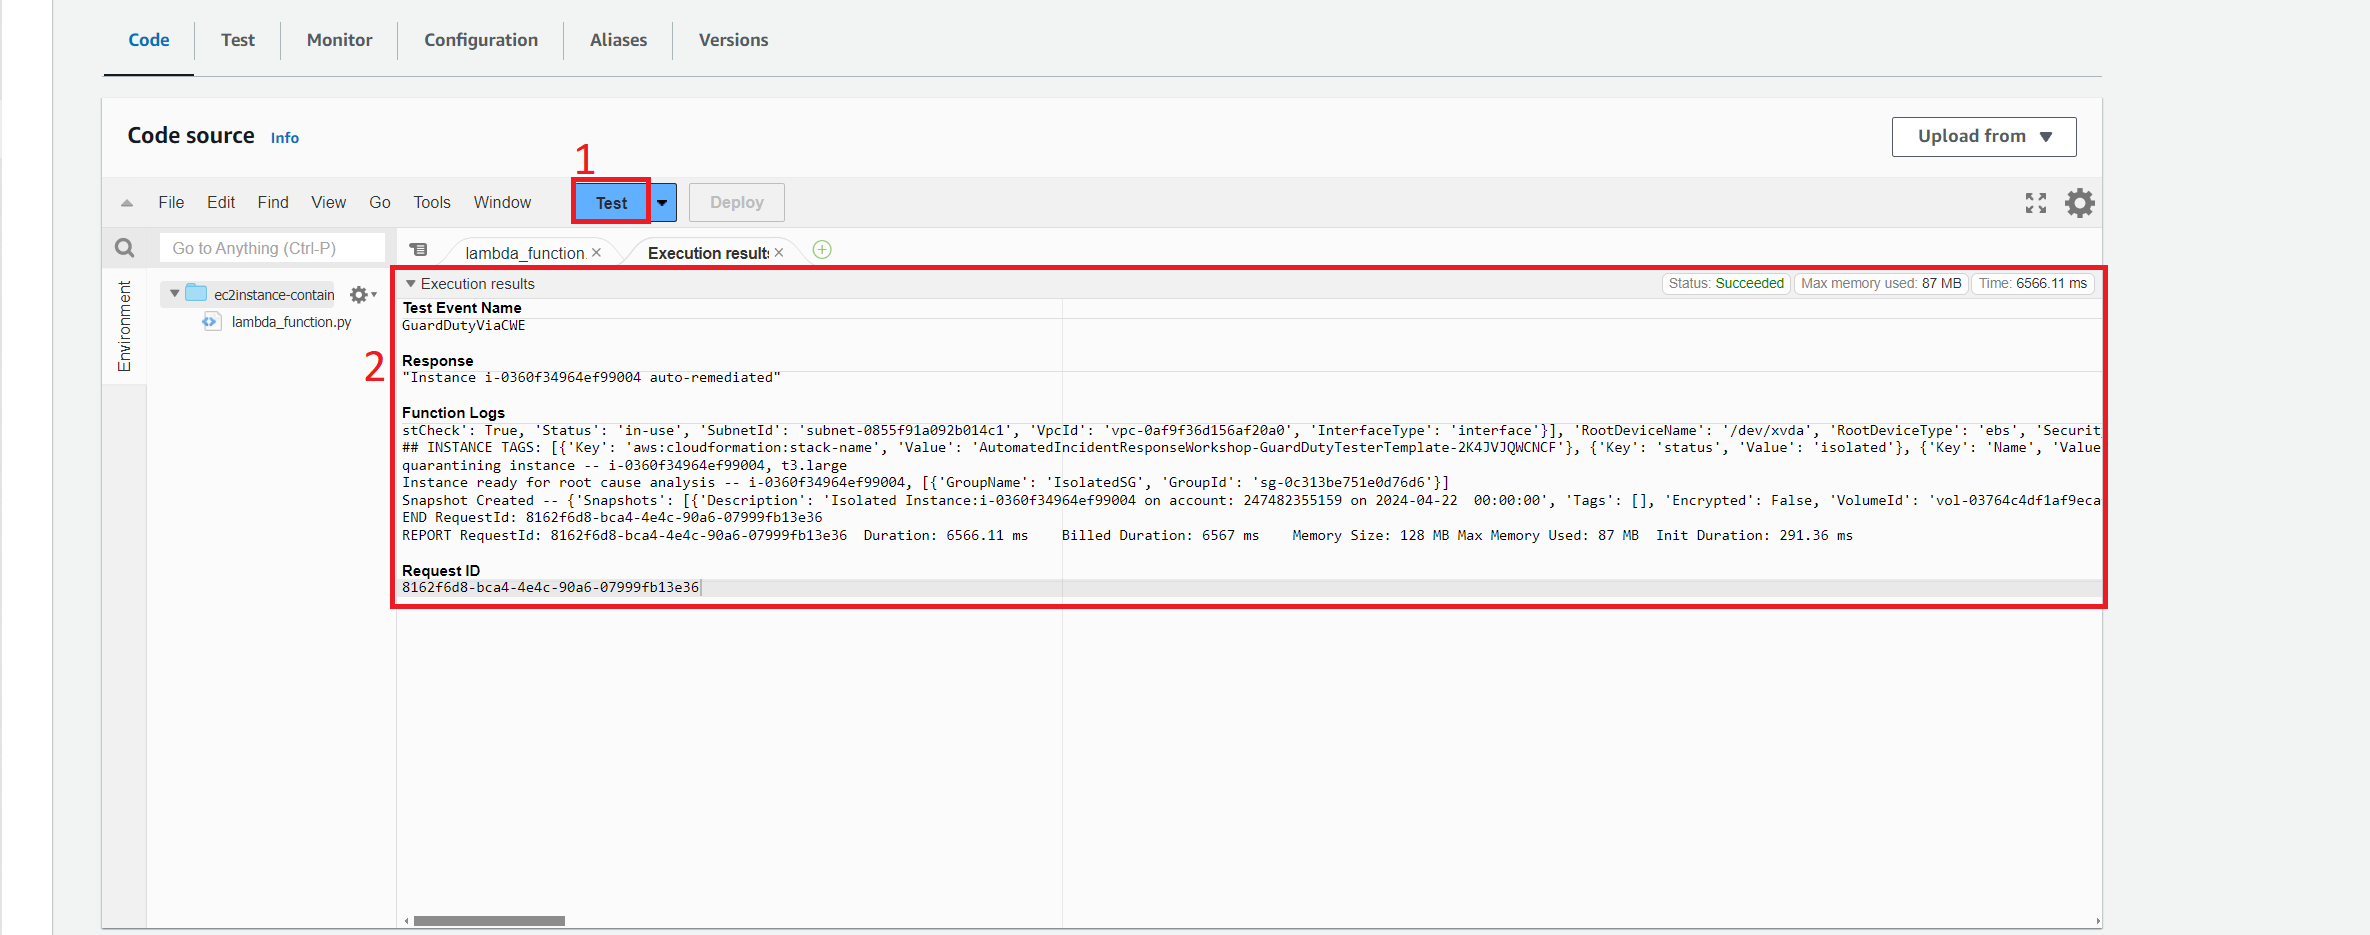 Code Test Monitor Configuration Aliases Versions
Code source Info
Upload from
1
File Edit Find View Go Tools Window Test Deploy
Go to Anything (Ctrl-P)
lambda_function. Execution results
Environment
ec2instance-contain
lambda_function.py
2
Execution results Status: Succeeded Max memory used: 87 MB Time: 6566.11 ms
Test Event Name
GuardDutyViaCWE
Response
"Instance i-0360f34964ef99004 auto-remediated"
Function Logs
stCheck': True, 'Status': 'in-use', 'SubnetId': 'subnet-0855f91a092b014c1', 'VpcId': 'vpc-0af9f36d156af20a0', 'InterfaceType': 'interface'}], 'RootDeviceName': '/dev/xvda', 'RootDeviceType': 'ebs', 'Securit
## INSTANCE TAGS: [{'Key': 'aws:cloudformation:stack-name', 'Value': 'AutomatedIncidentResponseWorkshop-GuardDutyTesterTemplate-2K4JVJQWCNCF'}, {'Key': 'status', 'Value': 'isolated'}, {'Key': 'Name', 'Value
quarantining instance -- i-0360f34964ef99004, t3.large
Instance ready for root cause analysis -- i-0360f34964ef99004, [{'GroupName': 'IsolatedSG', 'GroupId': 'sg-0c313be751e0d76d6'}]
Snapshot Created -- {'Snapshots': [{'Description': 'Isolated Instance:i-0360f34964ef99004 on account: 247482355159 on 2024-04-22  00:00:00', 'Tags': [], 'Encrypted': False, 'VolumeId': 'vol-03764c4df1af9eca
END RequestId: 8162f6d8-bca4-4e4c-90a6-07999fb13e36
REPORT RequestId: 8162f6d8-bca4-4e4c-90a6-07999fb13e36  Duration: 6566.11 ms    Billed Duration: 6567 ms    Memory Size: 128 MB Max Memory Used: 87 MB  Init Duration: 291.36 ms
Request ID
8162f6d8-bca4-4e4c-90a6-07999fb13e36